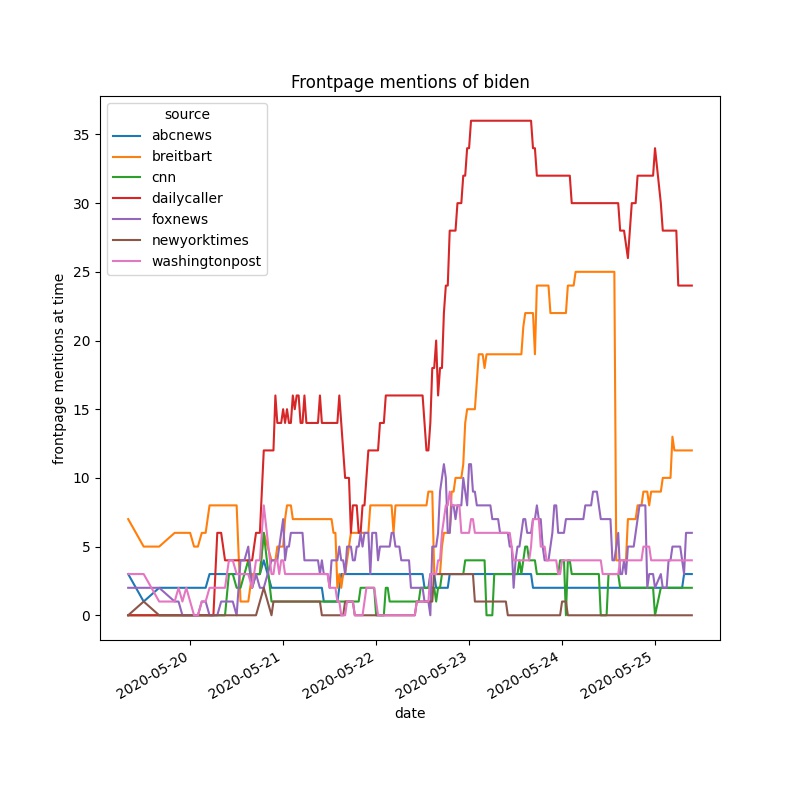 Frontpage mentions of biden
source
abcnews
breitbart
cnn
dailycaller
foxnews
newyorktimes
washingtonpost
frontpage mentions at time
35
30
25
20
15
10
5
0
2020-05-20
2020-05-21
2020-05-22
2020-05-23
2020-05-24
2020-05-25
date